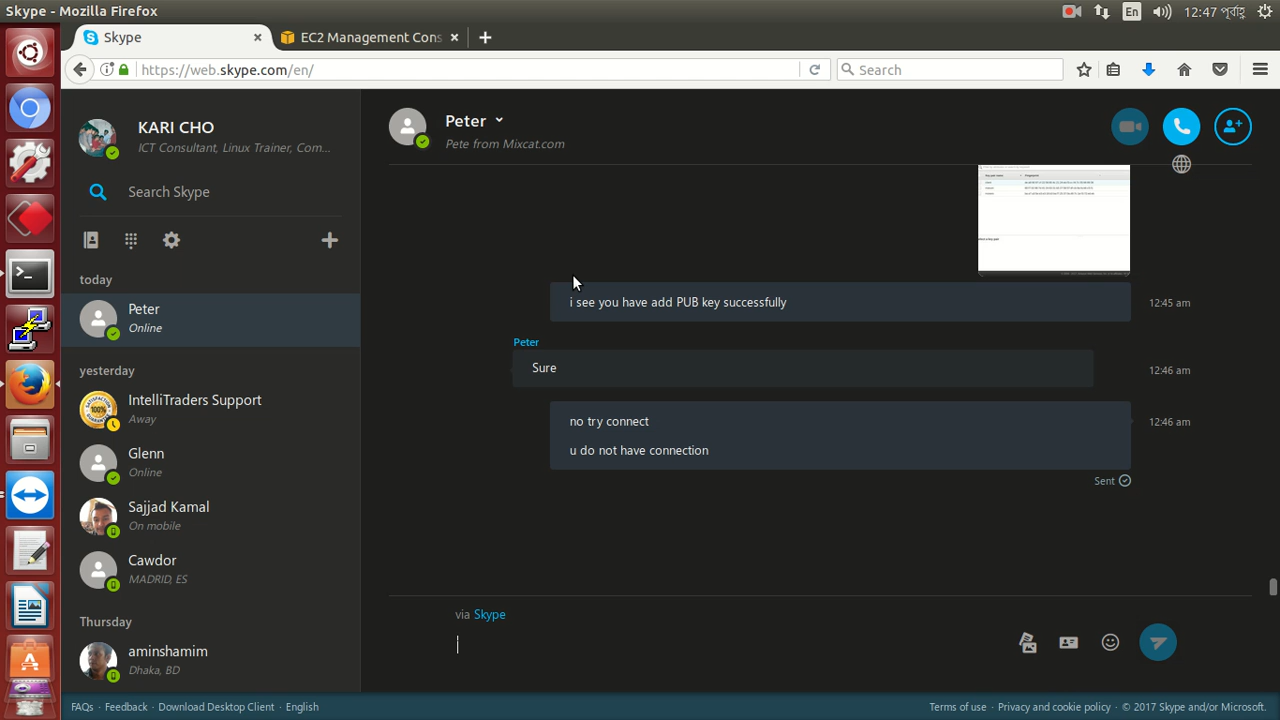 Skype - Mozilla Firefox
En
12:47 পূর্বাহ্ণ
Skype
EC2 Management Cons
https://web.skype.com/en/
Search
KARI CHO
ICT Consultant, Linux Trainer, Com...
Search Skype
today
Peter
Online
yesterday
IntelliTraders Support
Away
Glenn
Online
Sajjad Kamal
On mobile
Cawdor
MADRID, ES
Thursday
aminshamim
Dhaka, BD
Peter
Pete from Mixcat.com
i see you have add PUB key successfully
12:45 am
Peter
Sure
12:46 am
no try connect
12:46 am
u do not have connection
Sent
via Skype
FAQs · Feedback · Download Desktop Client · English
Terms of use · Privacy and cookie policy · © 2017 Skype and/or Microsoft.